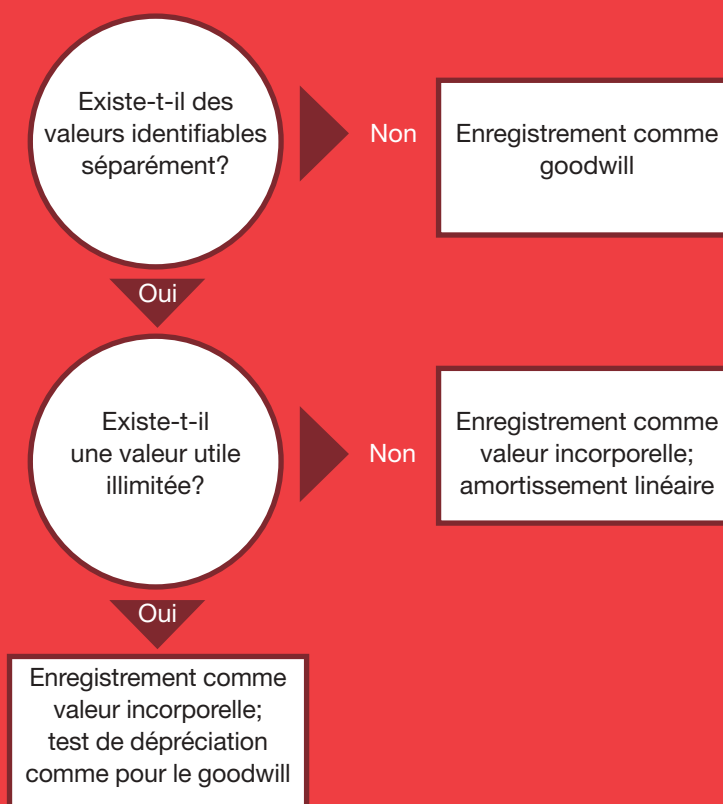 Existe-t-il des
valeurs identifiables
séparément?
Non
Enregistrement comme
goodwill
Oui
Existe-t-il
une valeur utile
illimitée?
Non
Enregistrement comme
valeur incorporelle;
amortissement linéaire
Oui
Enregistrement comme
valeur incorporelle;
test de dépréciation
comme pour le goodwill